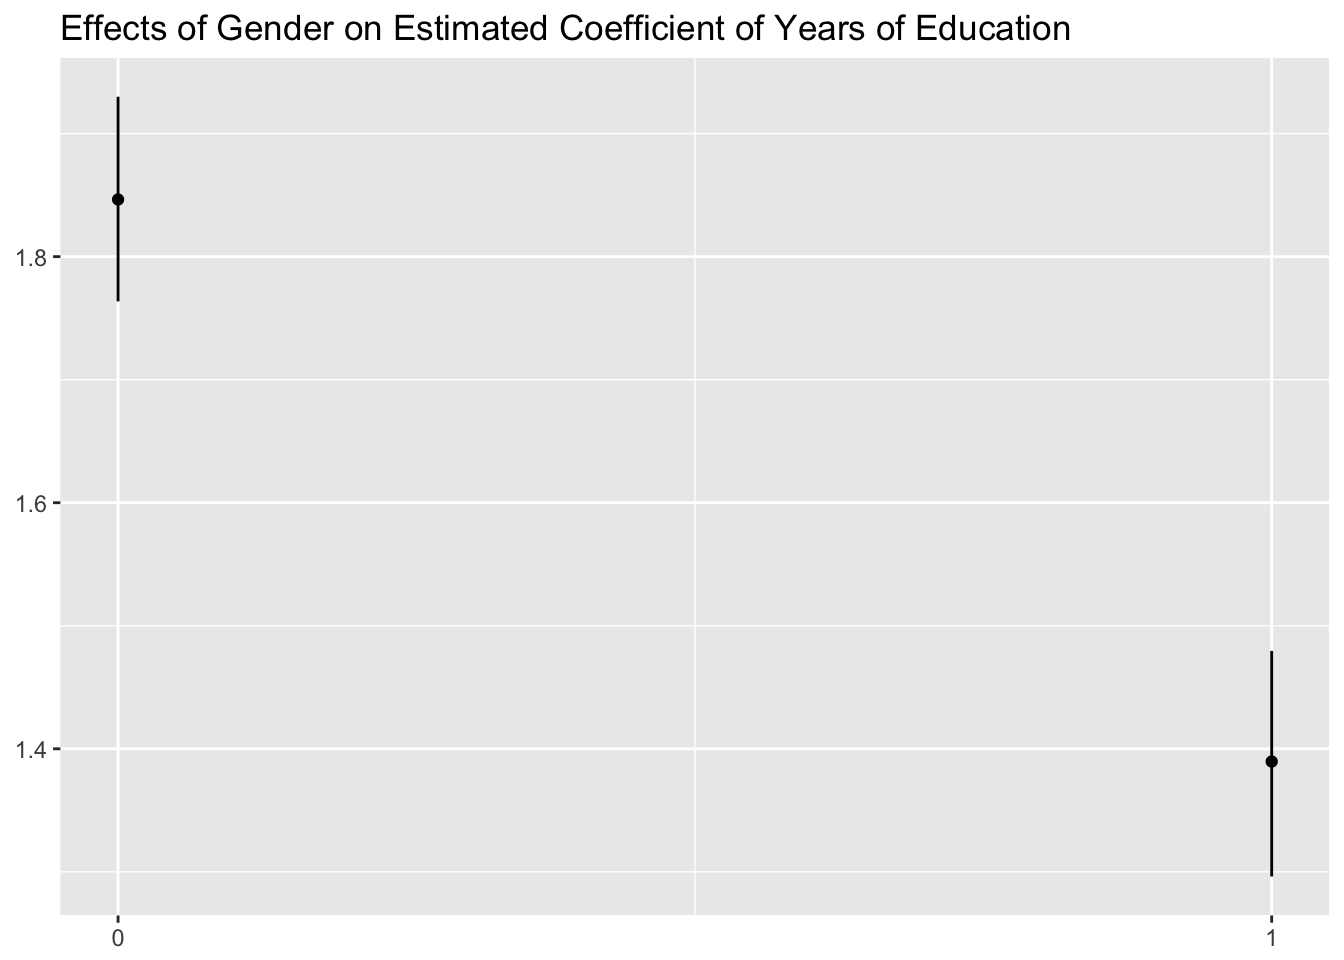 Effects of Gender on Estimated Coefficient of Years of Education
1.8
1.6
1.4
0 1